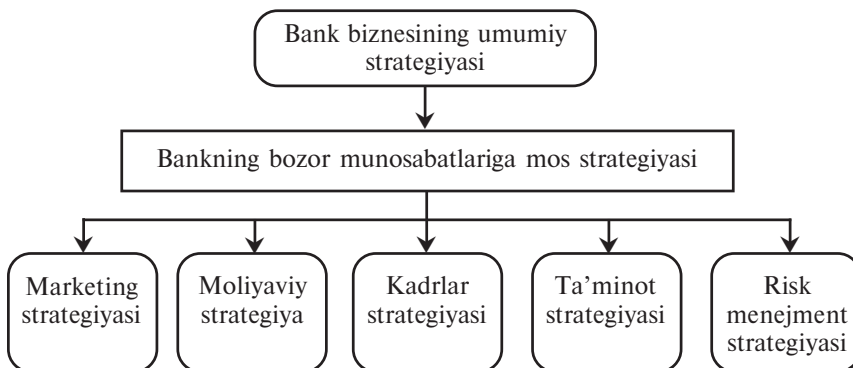 Bank biznesining umumiy
strategiyasi
Bankning bozor munosabatlariga mos strategiyasi
Marketing
strategiyasi
Moliyaviy
strategiya
Kadrlar
strategiyasi
Ta’minot
strategiyasi
Risk
menejment
strategiyasi